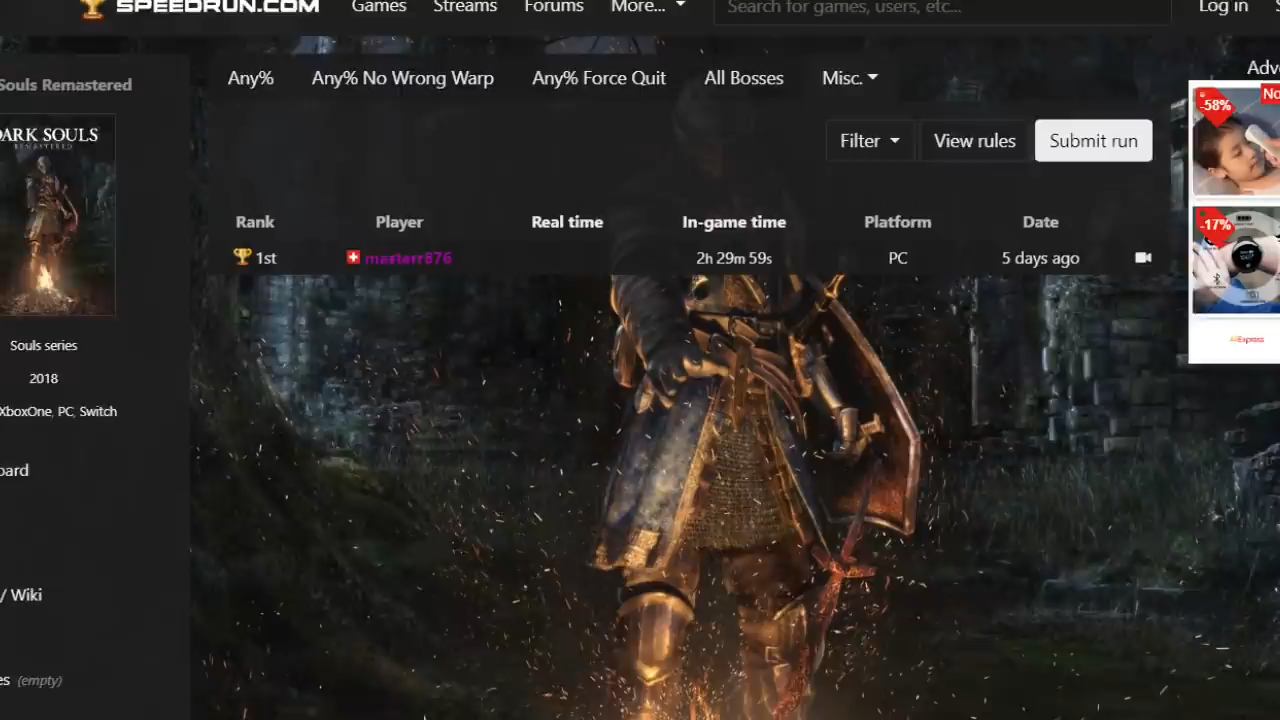 SPEEDRUN.COM Games Streams Forums More... Search for games, users, etc... Log in
Souls Remastered
Any% Any% No Wrong Warp Any% Force Quit All Bosses Misc.
DARK SOULS
REMASTERED
Filter View rules Submit run
-58%
-17%
AliExpress
Rank Player Real time In-game time Platform Date
1st masterr876 2h 29m 59s PC 5 days ago
Souls series
2018
XboxOne, PC, Switch
/ Wiki
(empty)